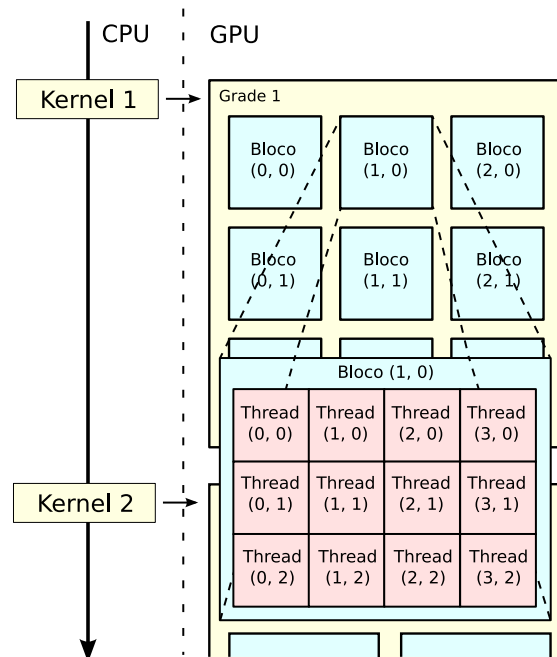 CPU
GPU
Kernel 1
Grade 1
Bloco
(0, 0)
Bloco
(1, 0)
Bloco
(2, 0)
Bloco
(0, 1)
Bloco
(1, 1)
Bloco
(2, 1)
Bloco (1, 0)
Thread
(0, 0)
Thread
(1, 0)
Thread
(2, 0)
Thread
(3, 0)
Kernel 2
Thread
(0, 1)
Thread
(1, 1)
Thread
(2, 1)
Thread
(3, 1)
Thread
(0, 2)
Thread
(1, 2)
Thread
(2, 2)
Thread
(3, 2)